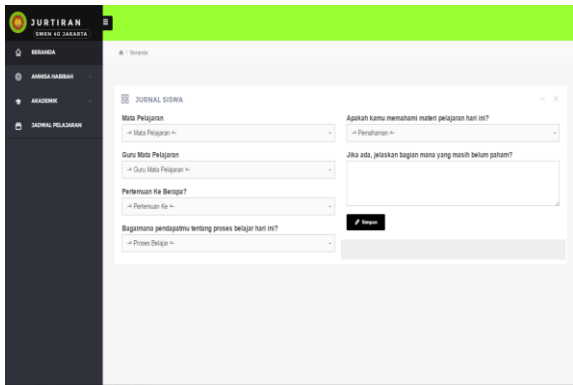 JURTIRAN
SMKN 40 JAKARTA
BERANDA
ANNISA HABIBAH
AKADEMIK
JADWAL PELAJARAN
/ Beranda
JURNAL SISWA
Mata Pelajaran
-= Mata Pelajaran =-
Guru Mata Pelajaran
-= Guru Mata Pelajaran =-
Pertemuan Ke Berapa?
-= Pertemuan Ke =-
Bagaimana pendapatmu tentang proses belajar hari ini?
-= Proses Belajar =-
Apakah kamu memahami materi pelajaran hari ini?
-= Pemahaman =-
Jika ada, jelaskan bagian mana yang masih belum paham?
Simpan